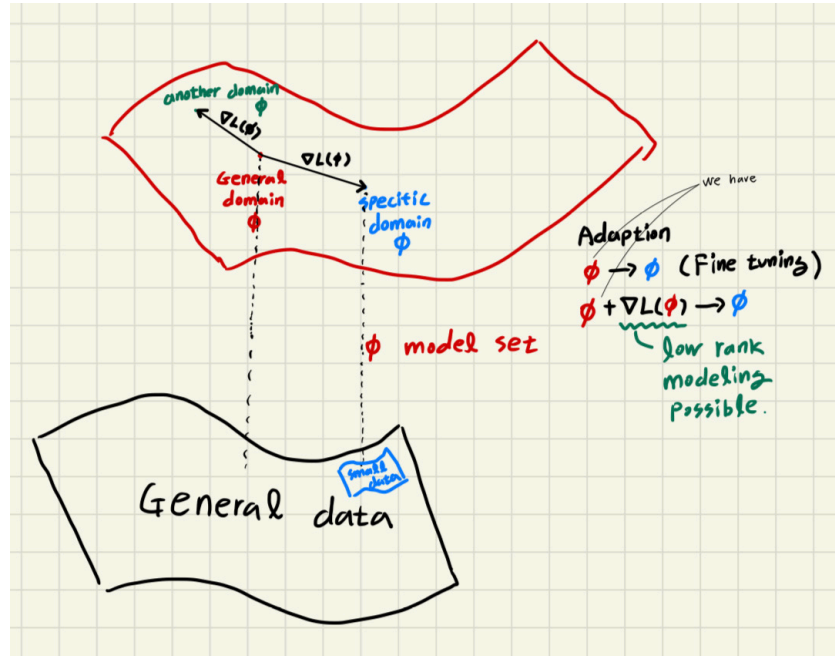 another domain
ϕ
∇L(ϕ)
∇L(ϕ)
General
domain
ϕ
specific
domain
ϕ
we have
Adaption
ϕ → ϕ (Fine tuning)
ϕ + ∇L(ϕ) → ϕ
low rank
modeling
possible.
ϕ model set
small
data
General data